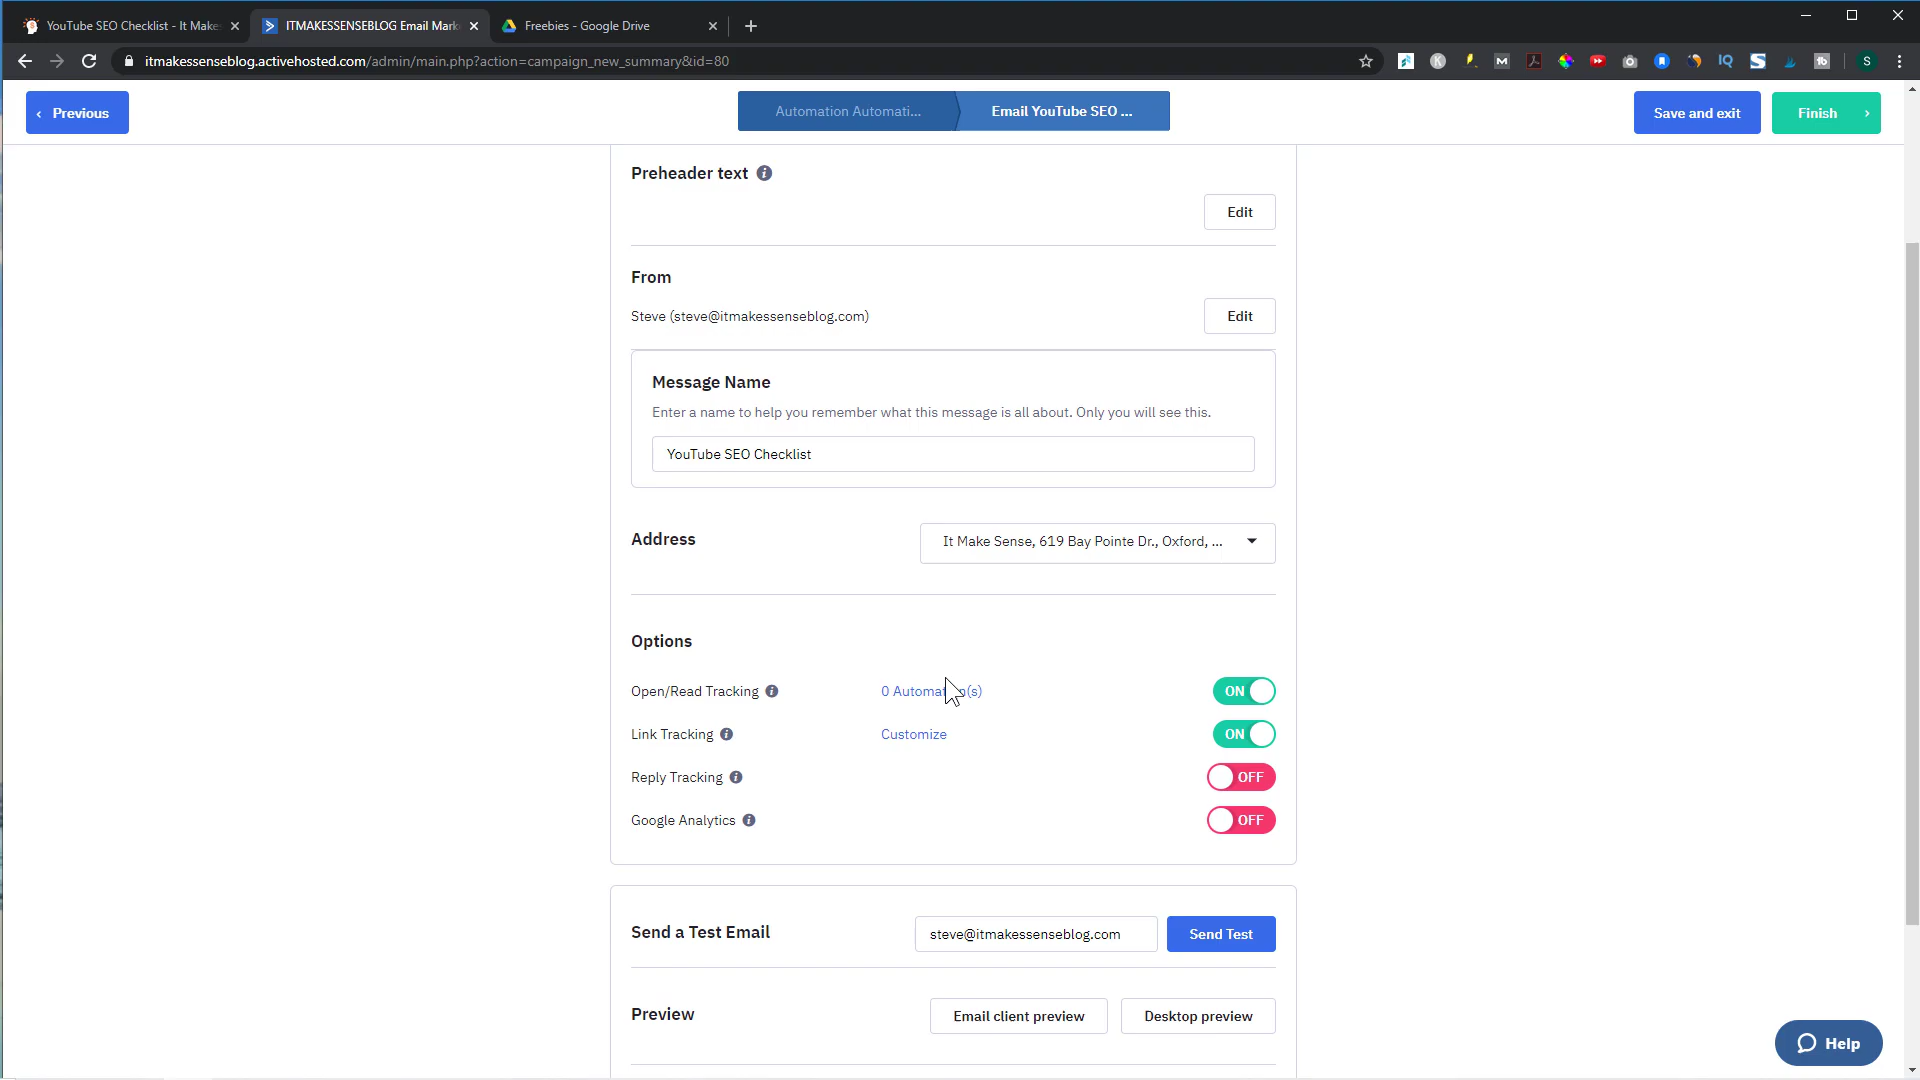 YouTube SEO Checklist - It Make
ITMAKESSENSEBLOG Email Mark
Freebies - Google Drive
itmakessenseblog.activehosted.com/admin/main.php?action=campaign_new_summary&id=80
Previous
Automation Automati...
Email YouTube SEO ...
Save and exit
Finish
Preheader text
Edit
From
Steve (steve@itmakessenseblog.com)
Edit
Message Name
Enter a name to help you remember what this message is all about. Only you will see this.
YouTube SEO Checklist
Address
It Make Sense, 619 Bay Pointe Dr., Oxford, ...
Options
Open/Read Tracking
0 Automation(s)
ON
Link Tracking
Customize
ON
Reply Tracking
OFF
Google Analytics
OFF
Send a Test Email
steve@itmakessenseblog.com
Send Test
Preview
Email client preview
Desktop preview
Help